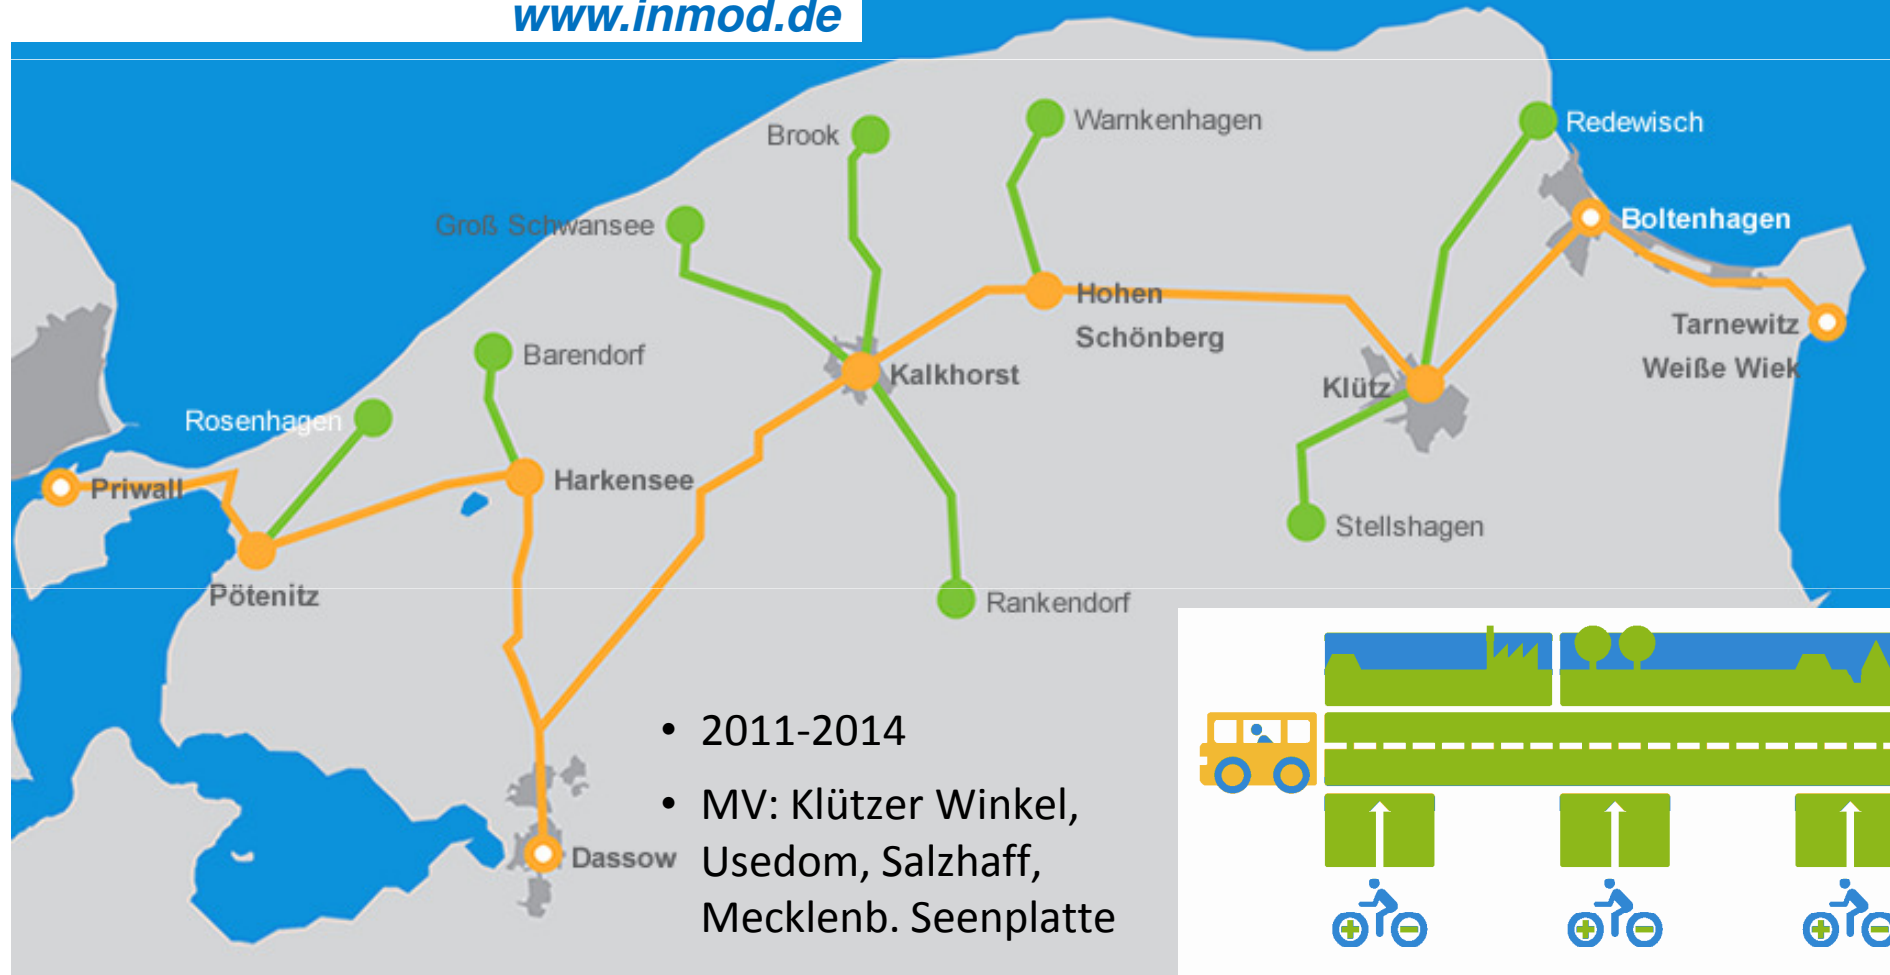 www.inmod.de
Brook
Warnkenhagen
Redewisch
Groß Schwansee
Boltenhagen
Hohen
Schönberg
Tarnewitz
Weiße Wiek
Barendorf
Kalkhorst
Klütz
Rosenhagen
Priwall
Harkensee
Stellshagen
Pötenitz
Rankendorf
• 2011-2014
• MV: Klützer Winkel,
Usedom, Salzhaff,
Mecklenb. Seenplatte
Dassow